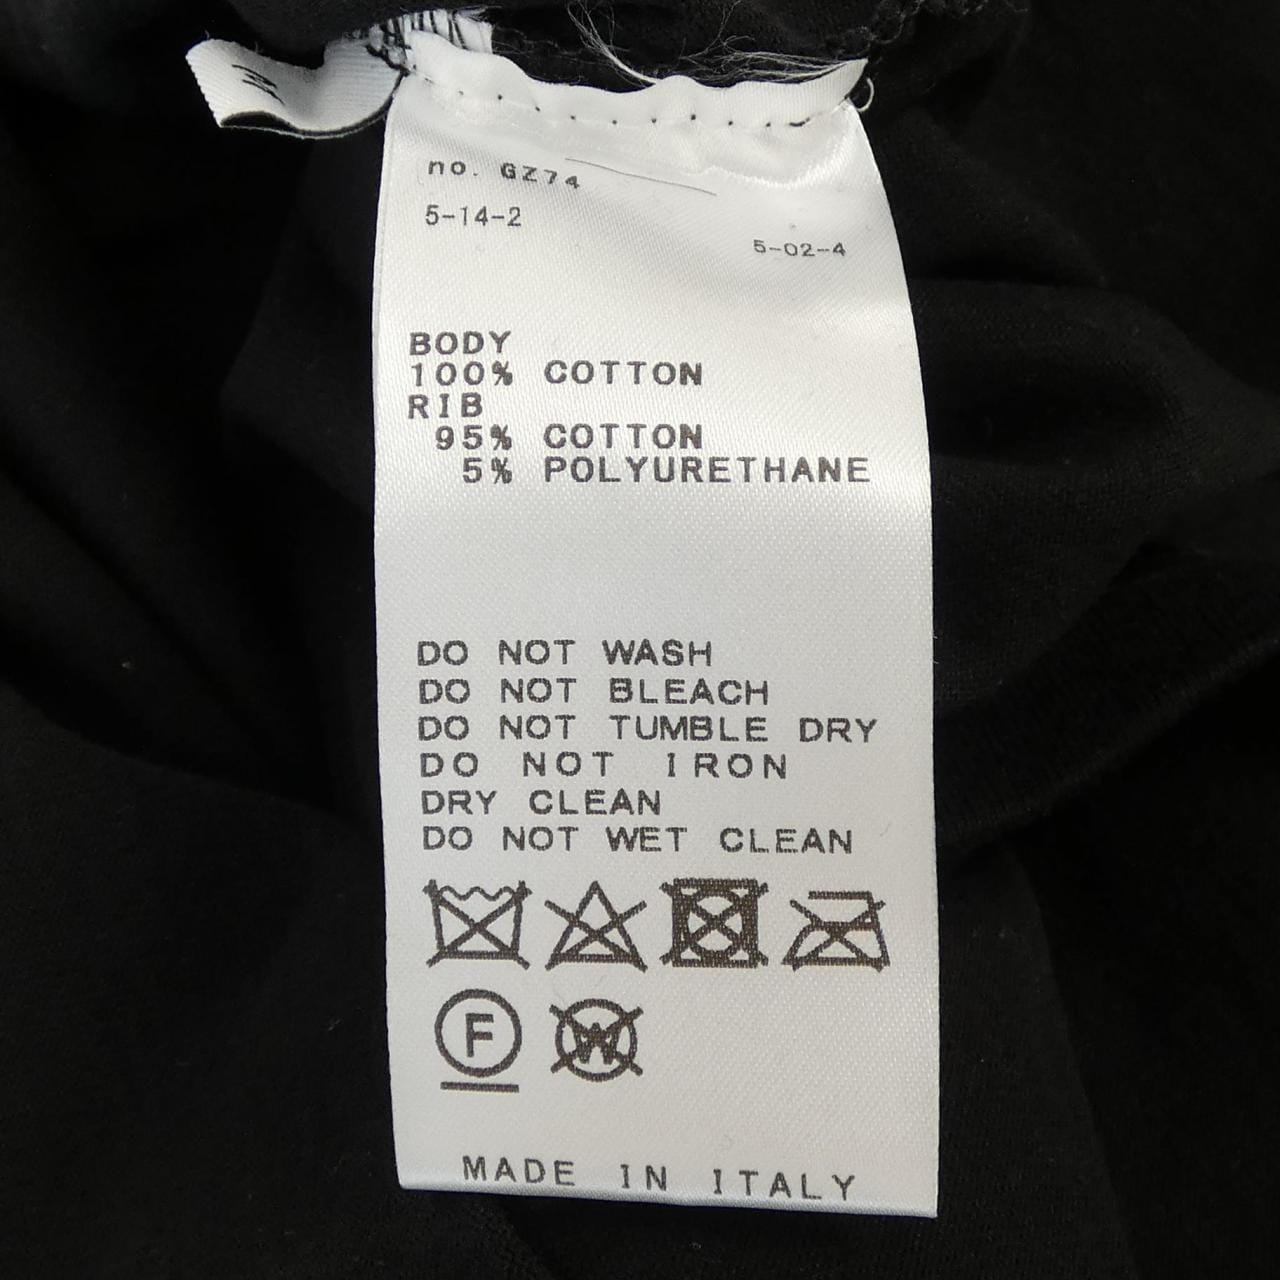 M
no. GZ74
5-14-2
5-02-4
BODY
100% COTTON
RIB
95% COTTON
5% POLYURETHANE
DO NOT WASH
DO NOT BLEACH
DO NOT TUMBLE DRY
DO NOT IRON
DRY CLEAN
DO NOT WET CLEAN
F W
MADE IN ITALY